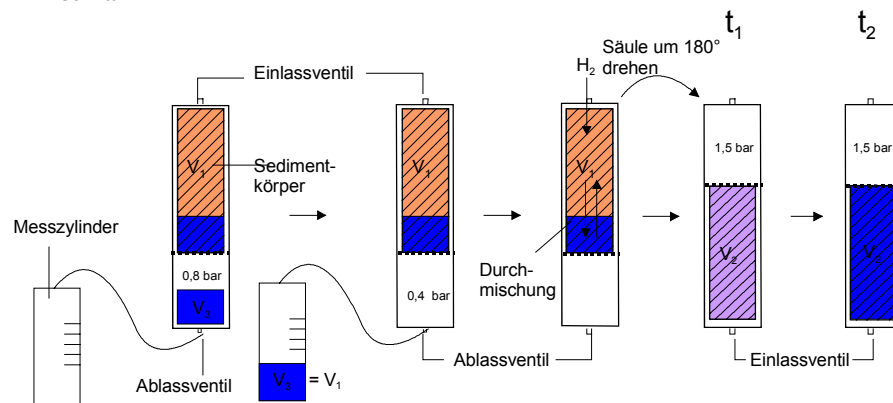 t₁
t₂
Säule um 180°
drehen
H₂
Einlassventil
1,5 bar
1,5 bar
V₁
V₁
V₁
Sediment-
körper
Messzylinder
0,8 bar
0,4 bar
Durch-
mischung
V₂
V₂
V₃
Ablassventil
V₃ = V₁
Ablassventil
Einlassventil